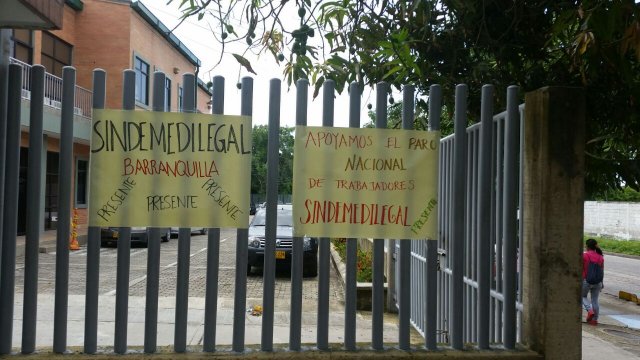 SINDEMEDILEGAL
BARRANQUILLA
PRESENTE PRESENTE PRESENTE
APOYAMOS EL PARO
NACIONAL
DE TRABAJADORES
SINDEMEDILEGAL
PRESENTE